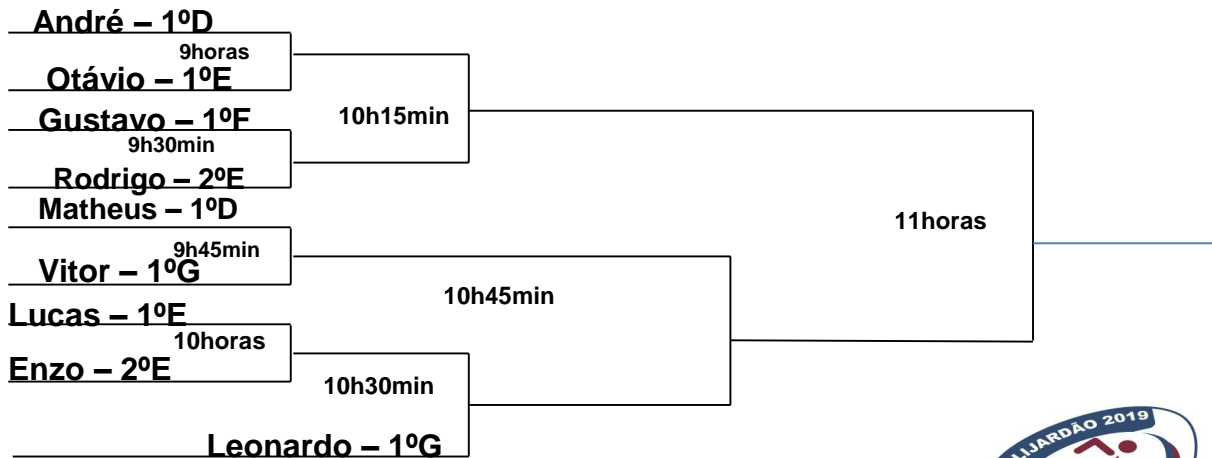 André – 1ºD
9horas
Otávio – 1ºE
Gustavo – 1ºF
10h15min
9h30min
Rodrigo – 2ºE
Matheus – 1ºD
11horas
9h45min
Vitor – 1ºG
10h45min
Lucas – 1ºE
10horas
Enzo – 2ºE
10h30min
Leonardo – 1ºG
LIJARDÃO 2019